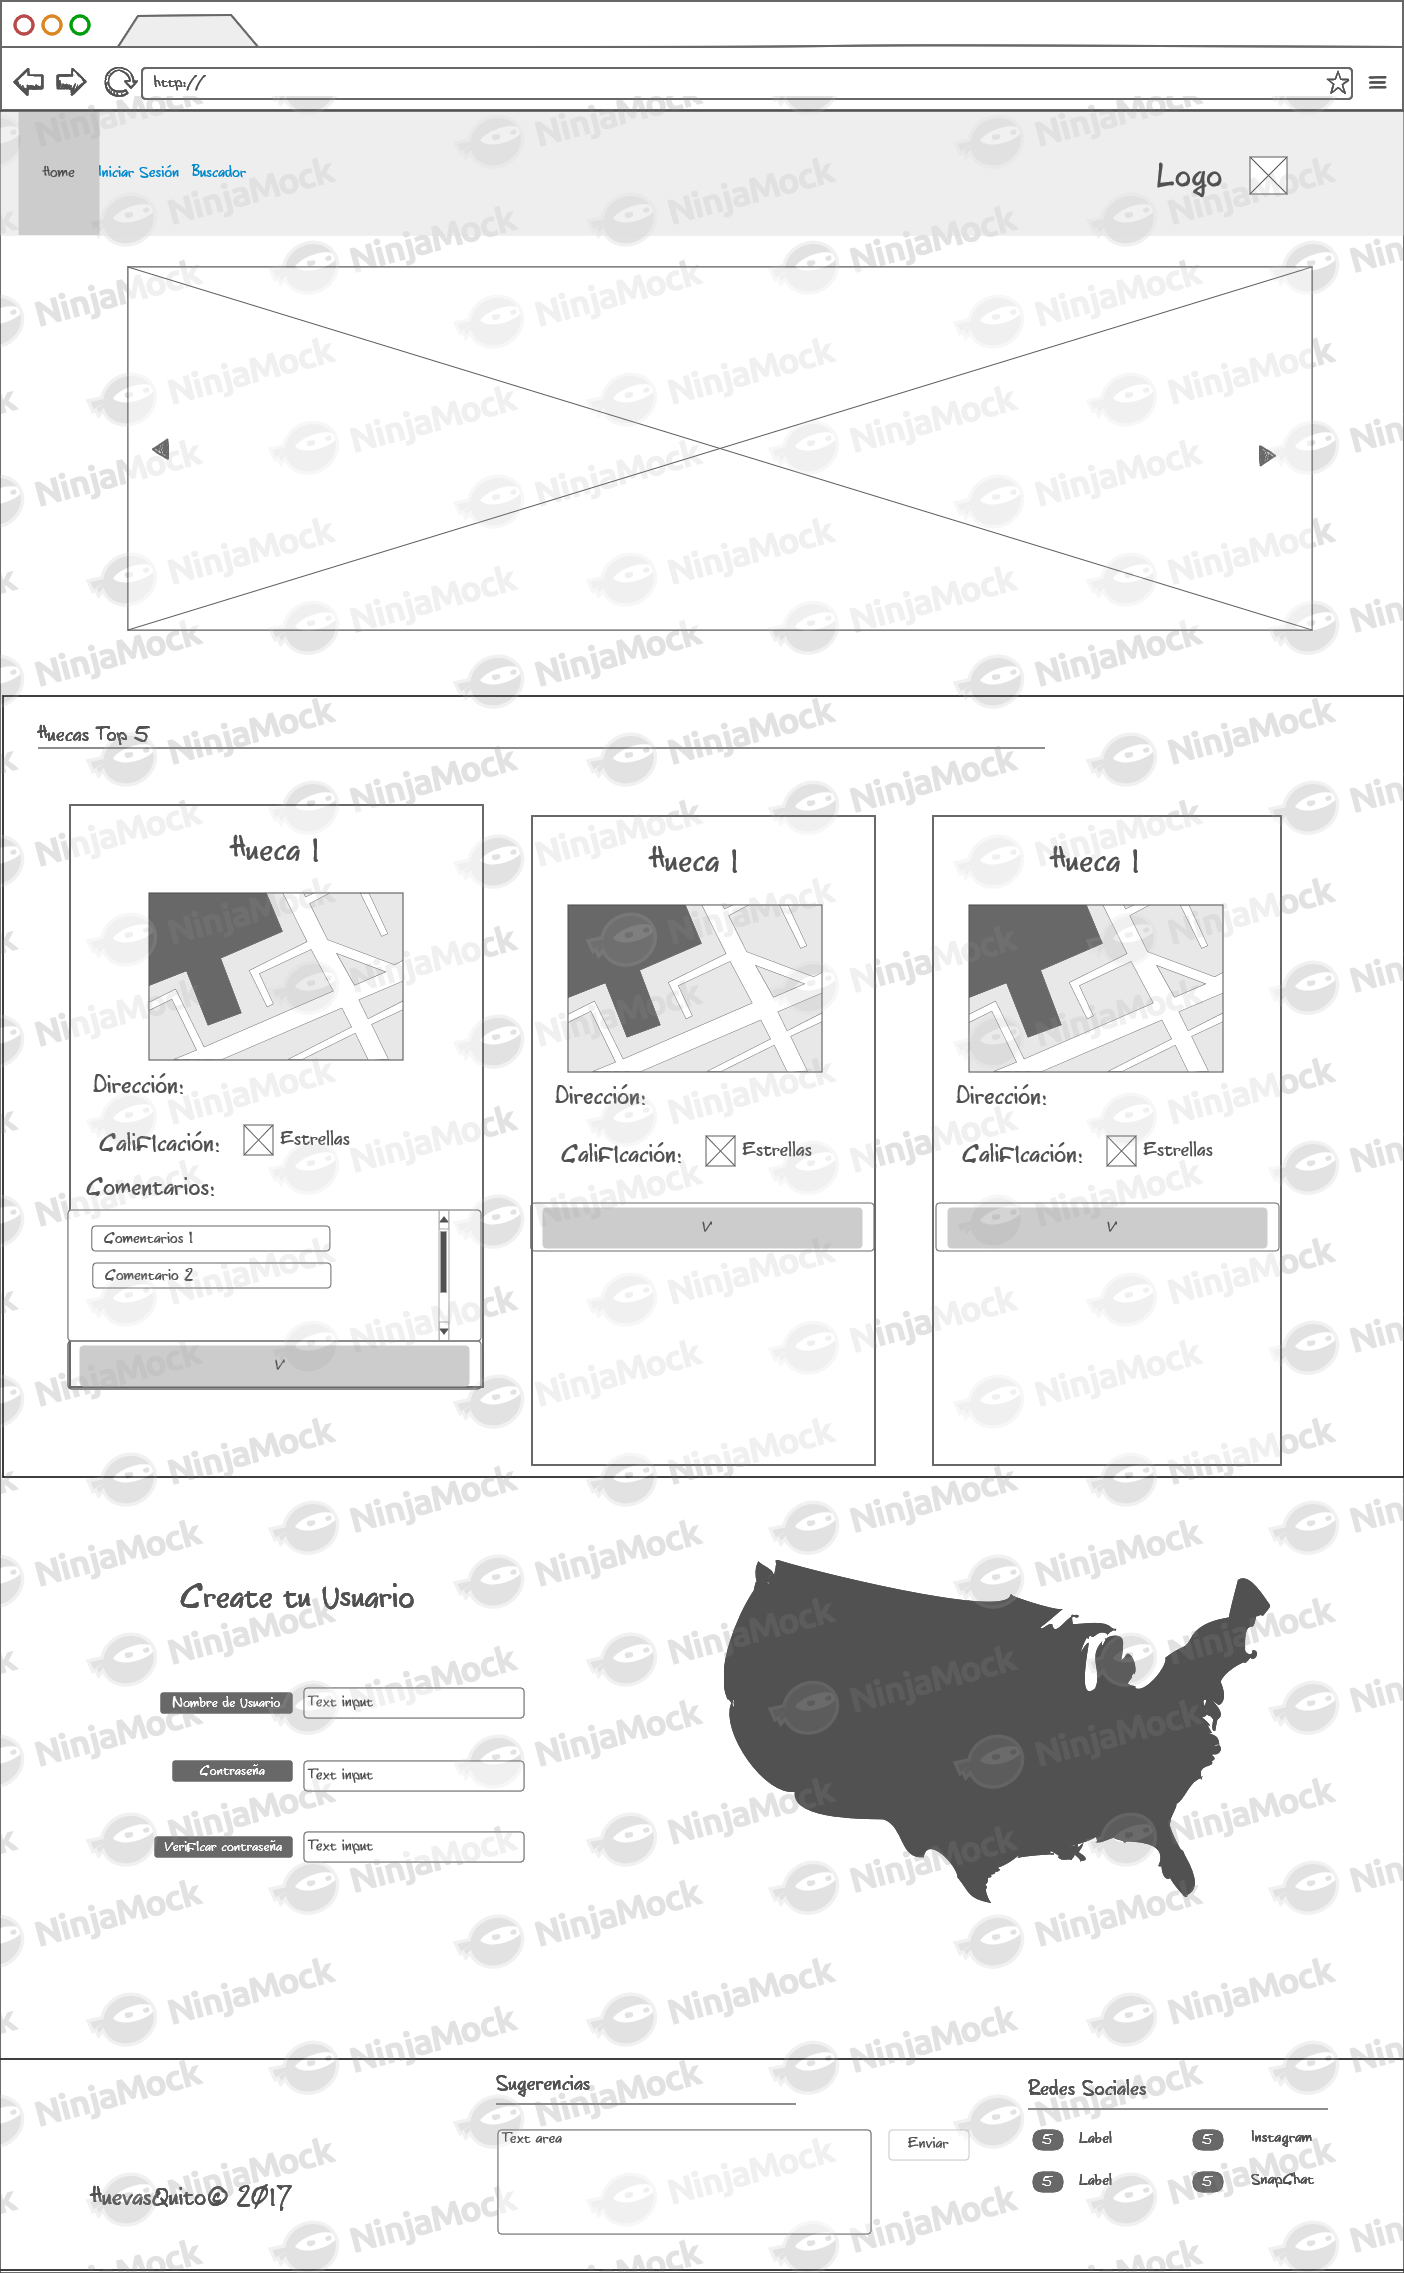 http://
Home Iniciar Sesión Buscador
Logo
Huecas Top 5
Hueca 1
Dirección:
Calificación: Estrellas
Comentarios:
Comentarios 1
Comentario 2
V
Hueca 1
Dirección:
Calificación: Estrellas
V
Hueca 1
Dirección:
Calificación: Estrellas
V
Create tu Usuario
Nombre de Usuario Text input
Contraseña Text input
Verificar contraseña Text input
HuevasQuito© 2017
Sugerencias
Text area
Enviar
Redes Sociales
5 Label 5 Instagram
5 Label 5 SnapChat
NinjaMock